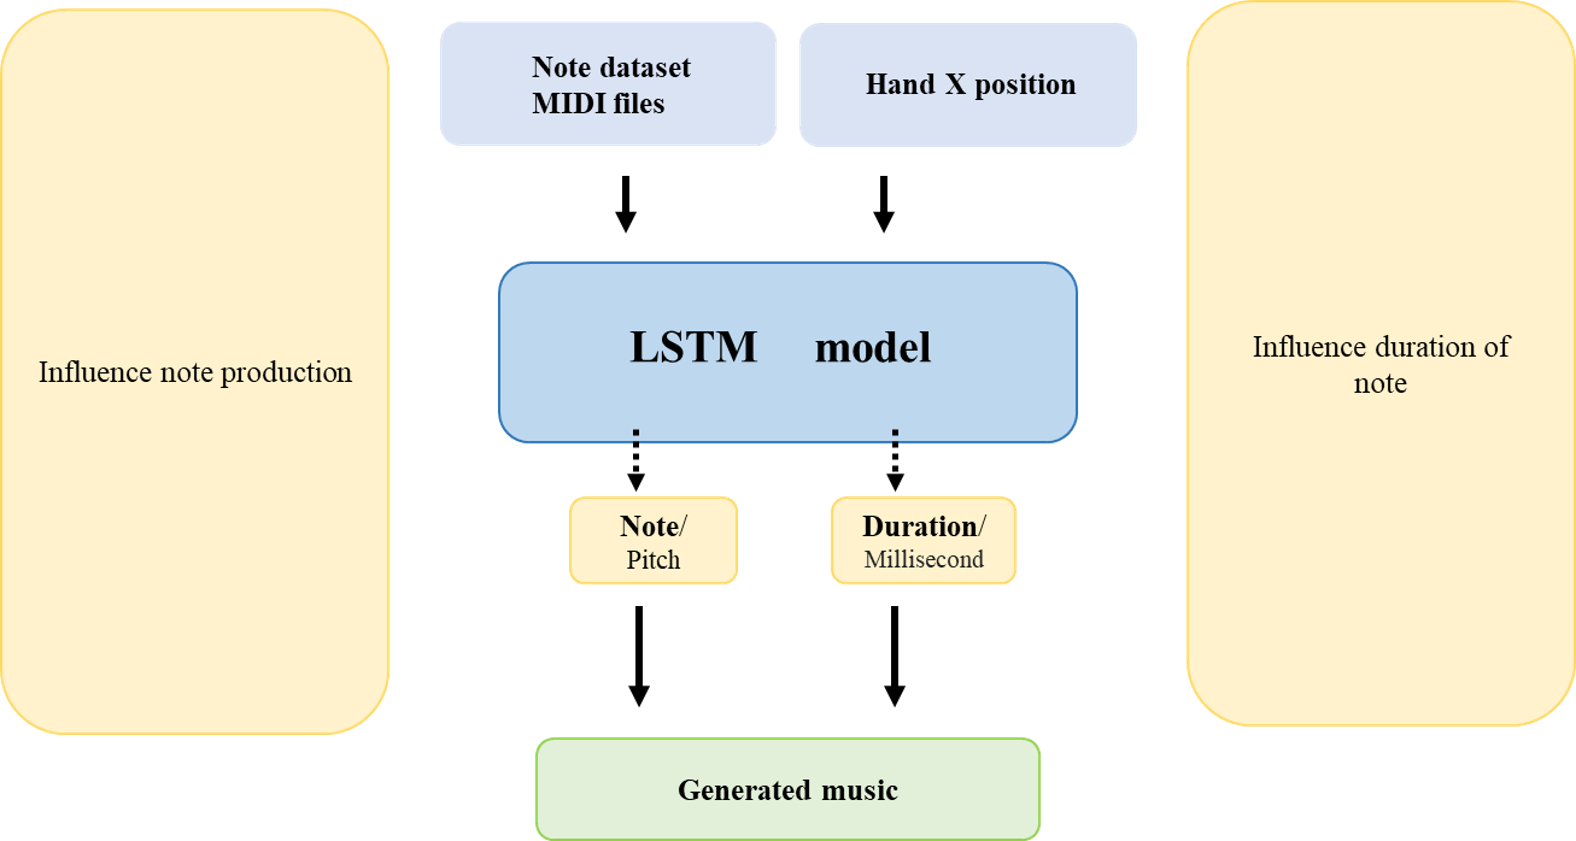 Note dataset
MIDI files
Hand X position
LSTM model
Influence note production
Influence duration of
note
Note/
Pitch
Duration/
Millisecond
Generated music